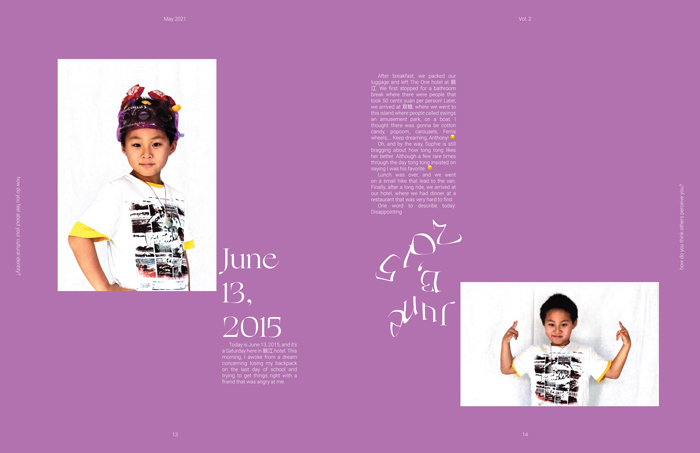 May 2021
how do you feel about your cultural identity?
June
13,
2015
Today is June 13, 2015, and it's
a Saturday here in 丽江 hotel. This
morning, I awoke from a dream
concerning losing my backpack
on the last day of school and
trying to get things right with a
friend that was angry at me.
13
Vol. 2
After breakfast, we packed our
luggage and left The One hotel at 丽
江. We first stopped for a bathroom
break where there were people that
took 50 cents yuan per person! Later,
we arrived at 双桃, where we went to
this island where people called swings
an amusement park, on a boat. I
thought there was gonna be cotton
candy, popcorn, carousels, Ferris
wheels,... Keep dreaming, Anthony! 😄
Oh, and by the way, Sophie is still
bragging about how tong tong likes
her better. Although a few rare times
through the day tong tong insisted on
saying I was his favorite. 😄
Lunch was over, and we went
on a small hike that lead to the van.
Finally, after a long ride, we arrived at
our hotel, where we had dinner at a
restaurant that was very hard to find.
One word to describe today:
Disappointing.
June
13,
2015
how do you think others perceive you?
14